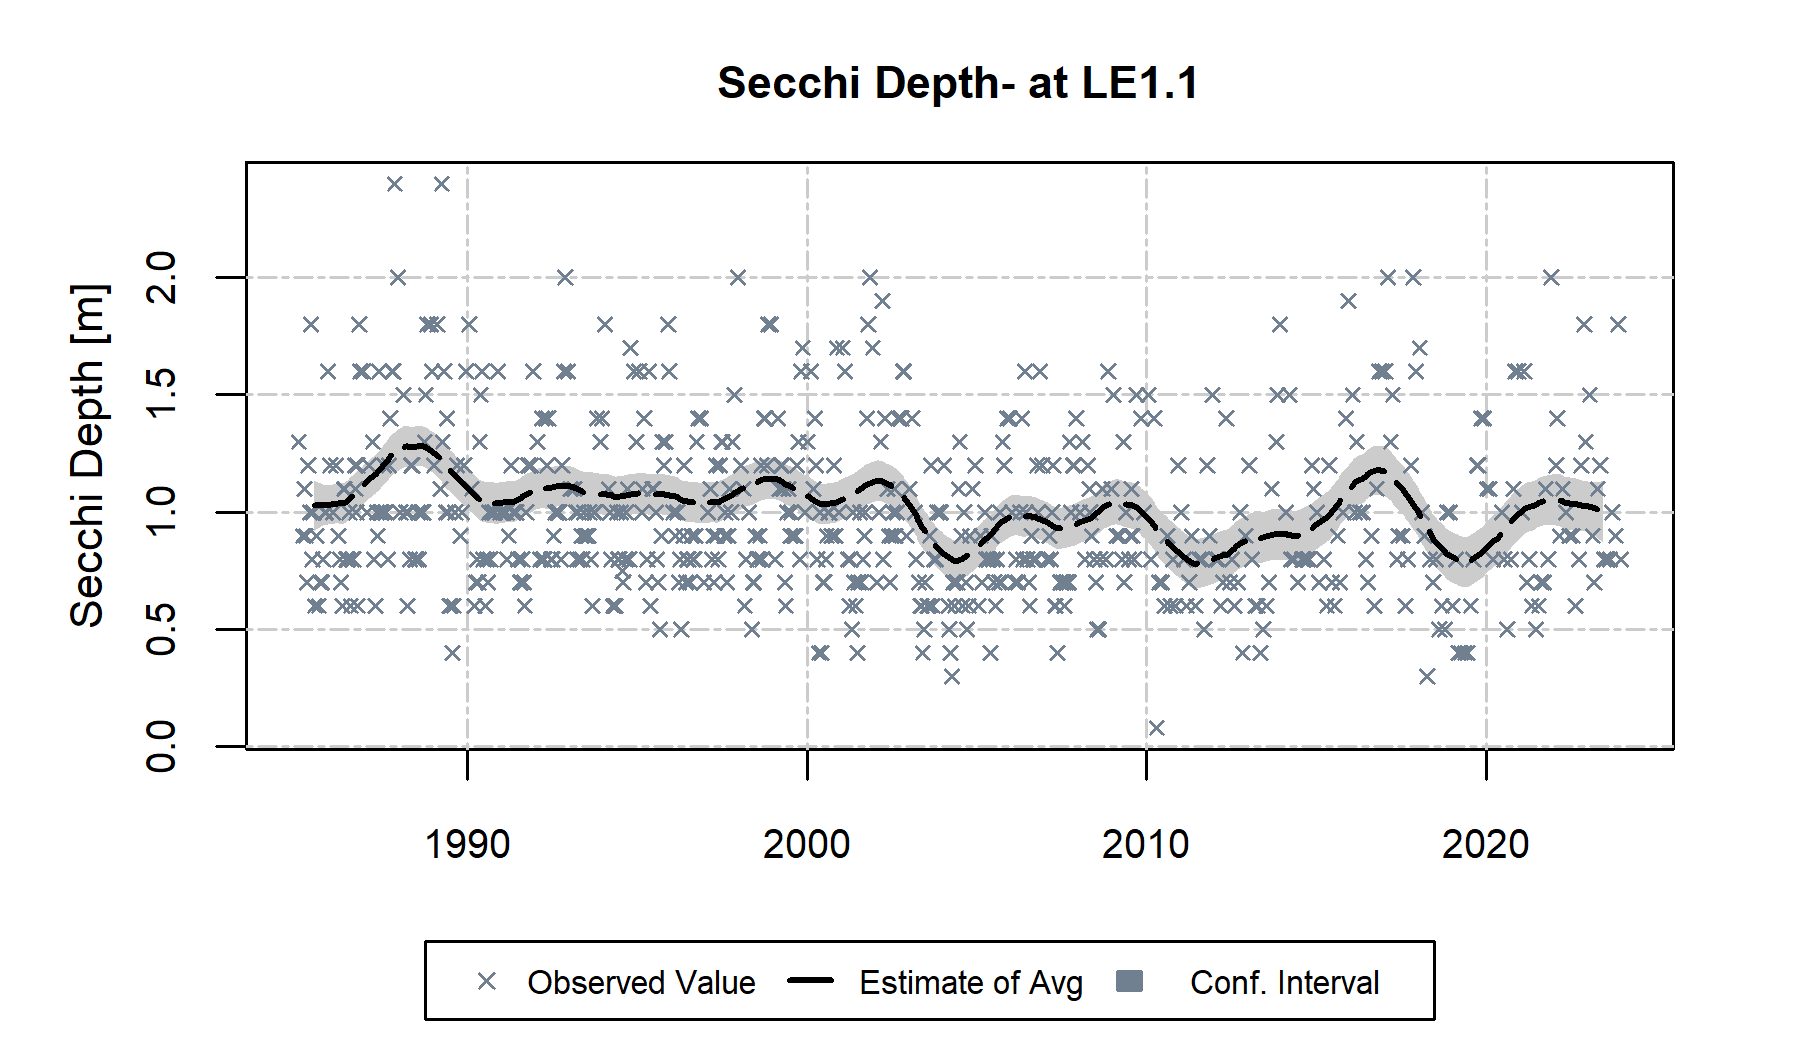 Secchi Depth- at LE1.1
Secchi Depth [m]
2.0
1.5
1.0
0.5
0.0
1990 2000 2010 2020
Observed Value Estimate of Avg Conf. Interval